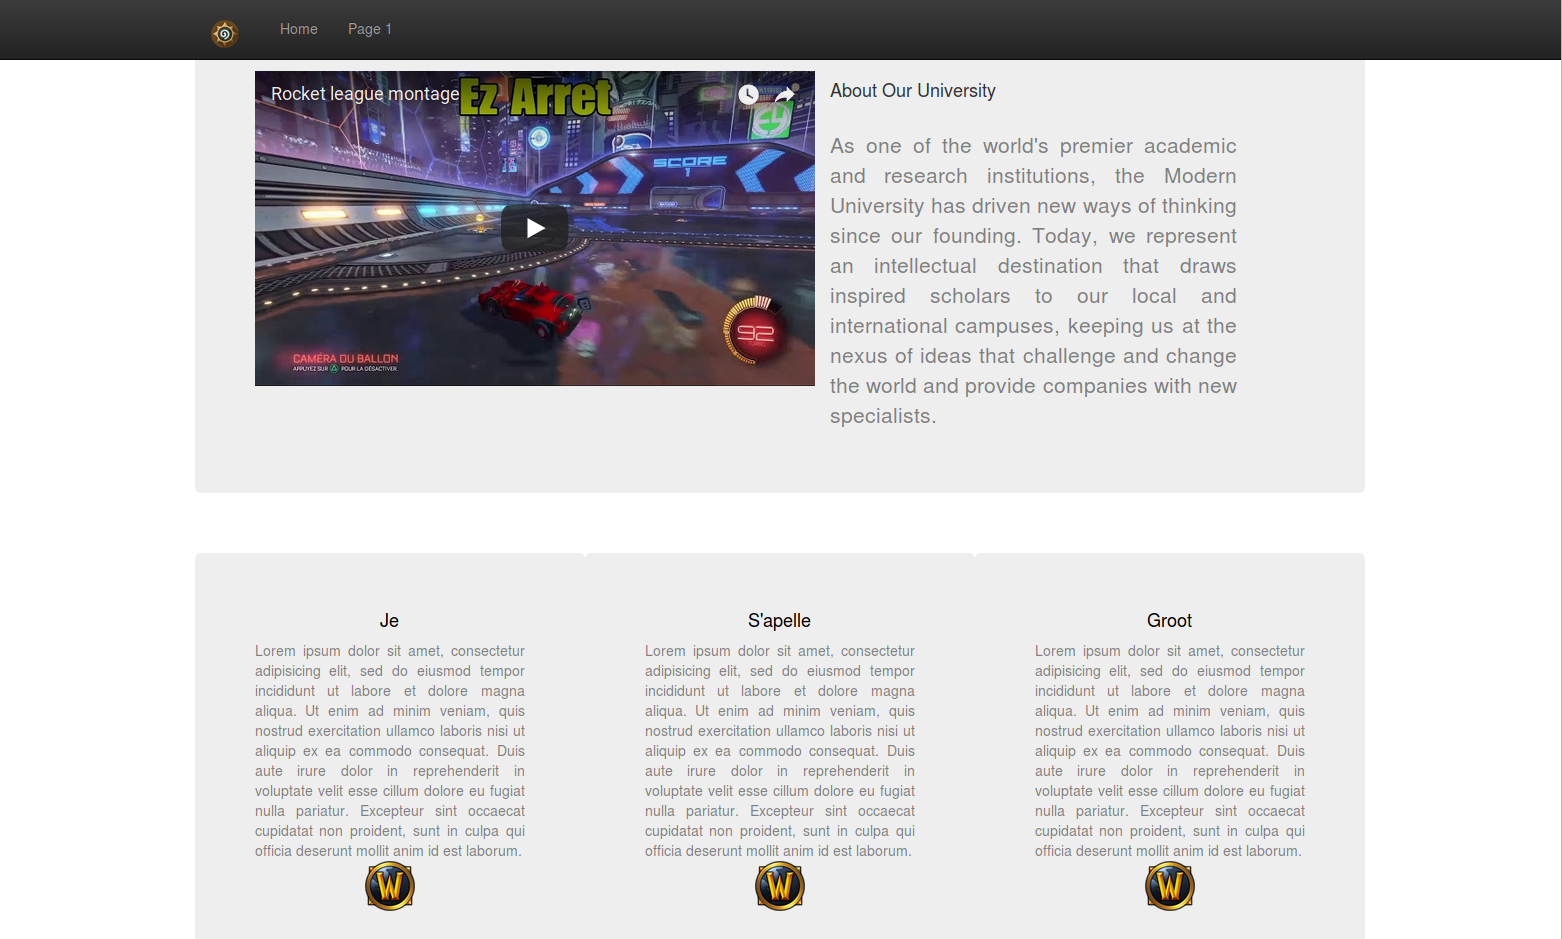 Home Page 1
Rocket league montage
Ez Arret
SCORE
1
92
CAMÉRA DU BALLON
APPUYEZ SUR POUR LA DÉSACTIVER.
About Our University
As one of the world's premier academic
and research institutions, the Modern
University has driven new ways of thinking
since our founding. Today, we represent
an intellectual destination that draws
inspired scholars to our local and
international campuses, keeping us at the
nexus of ideas that challenge and change
the world and provide companies with new
specialists.
Je
Lorem ipsum dolor sit amet, consectetur
adipisicing elit, sed do eiusmod tempor
incididunt ut labore et dolore magna
aliqua. Ut enim ad minim veniam, quis
nostrud exercitation ullamco laboris nisi ut
aliquip ex ea commodo consequat. Duis
aute irure dolor in reprehenderit in
voluptate velit esse cillum dolore eu fugiat
nulla pariatur. Excepteur sint occaecat
cupidatat non proident, sunt in culpa qui
officia deserunt mollit anim id est laborum.
W
S'apelle
Lorem ipsum dolor sit amet, consectetur
adipisicing elit, sed do eiusmod tempor
incididunt ut labore et dolore magna
aliqua. Ut enim ad minim veniam, quis
nostrud exercitation ullamco laboris nisi ut
aliquip ex ea commodo consequat. Duis
aute irure dolor in reprehenderit in
voluptate velit esse cillum dolore eu fugiat
nulla pariatur. Excepteur sint occaecat
cupidatat non proident, sunt in culpa qui
officia deserunt mollit anim id est laborum.
W
Groot
Lorem ipsum dolor sit amet, consectetur
adipisicing elit, sed do eiusmod tempor
incididunt ut labore et dolore magna
aliqua. Ut enim ad minim veniam, quis
nostrud exercitation ullamco laboris nisi ut
aliquip ex ea commodo consequat. Duis
aute irure dolor in reprehenderit in
voluptate velit esse cillum dolore eu fugiat
nulla pariatur. Excepteur sint occaecat
cupidatat non proident, sunt in culpa qui
officia deserunt mollit anim id est laborum.
W